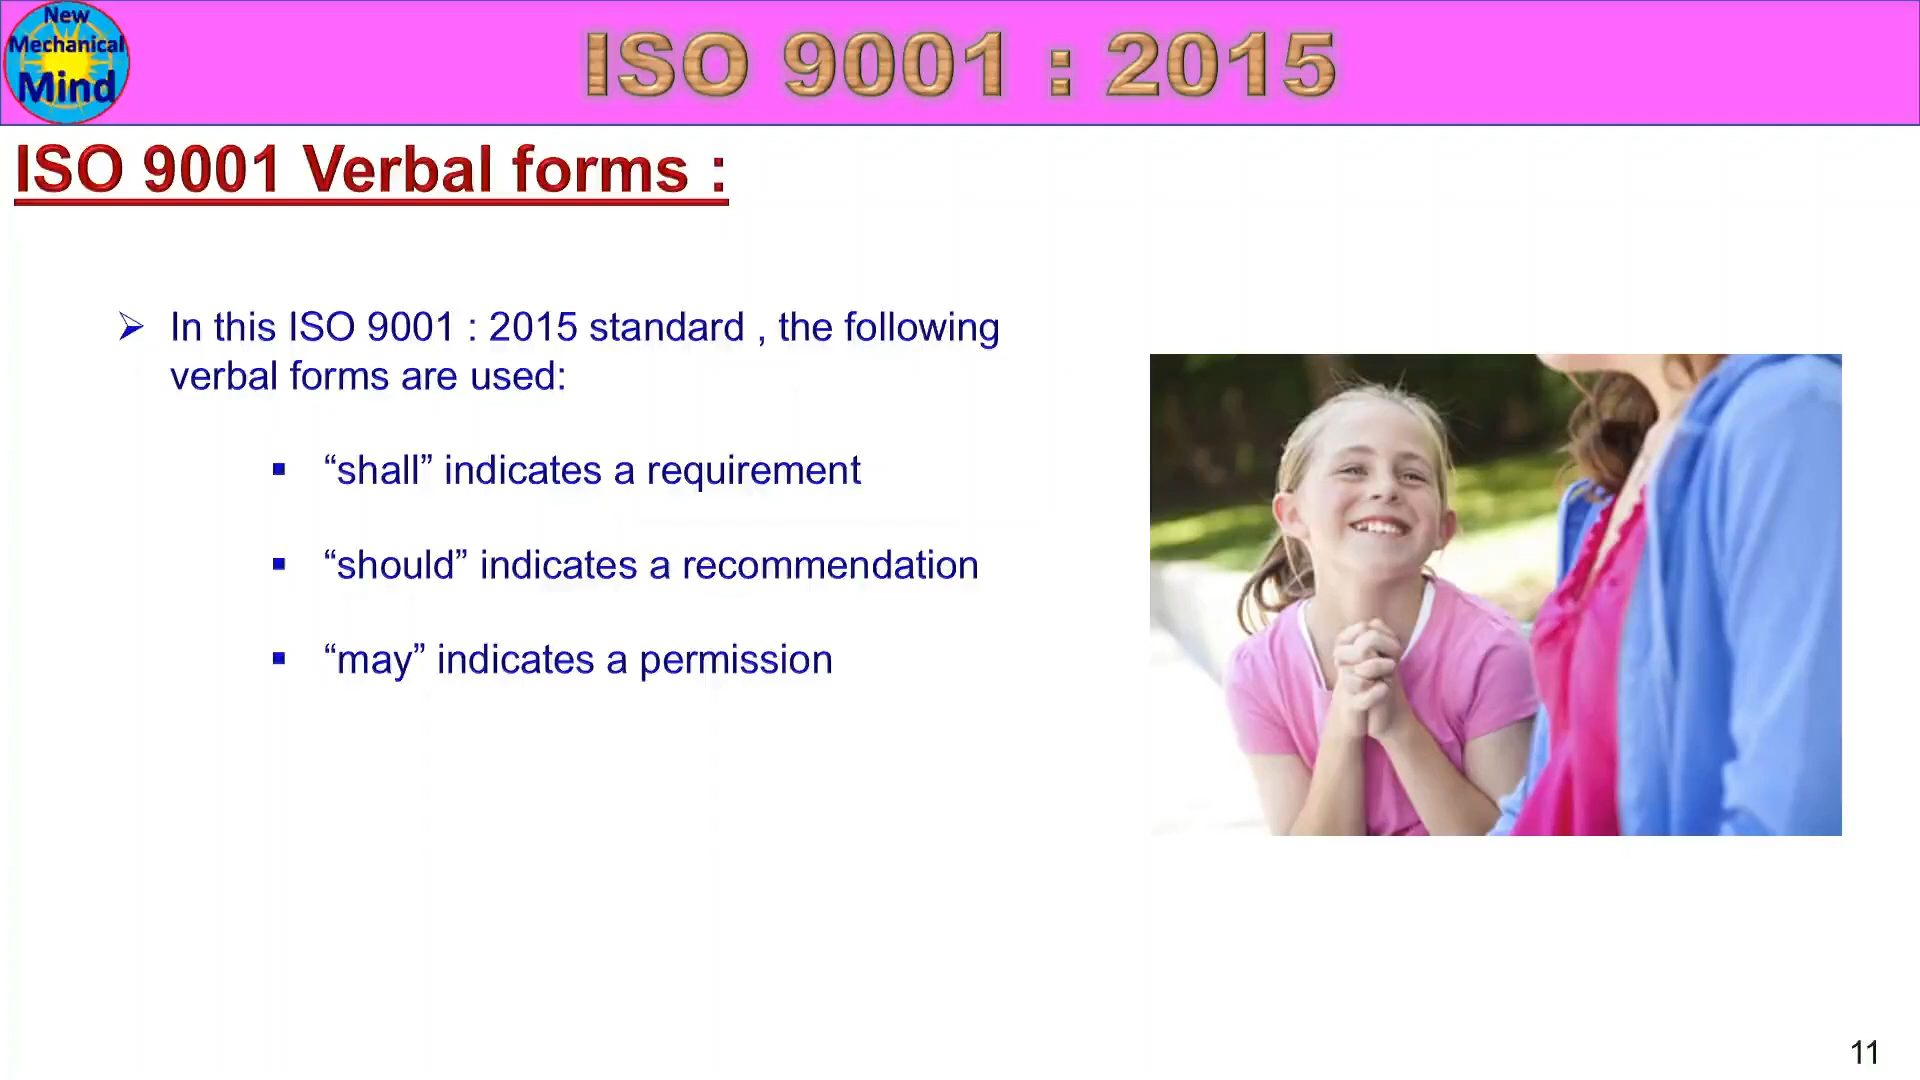 New
Mechanical
Mind
ISO 9001 : 2015
ISO 9001 Verbal forms :
➢ In this ISO 9001 : 2015 standard , the following
verbal forms are used:
▪ “shall” indicates a requirement
▪ “should” indicates a recommendation
▪ “may” indicates a permission
11